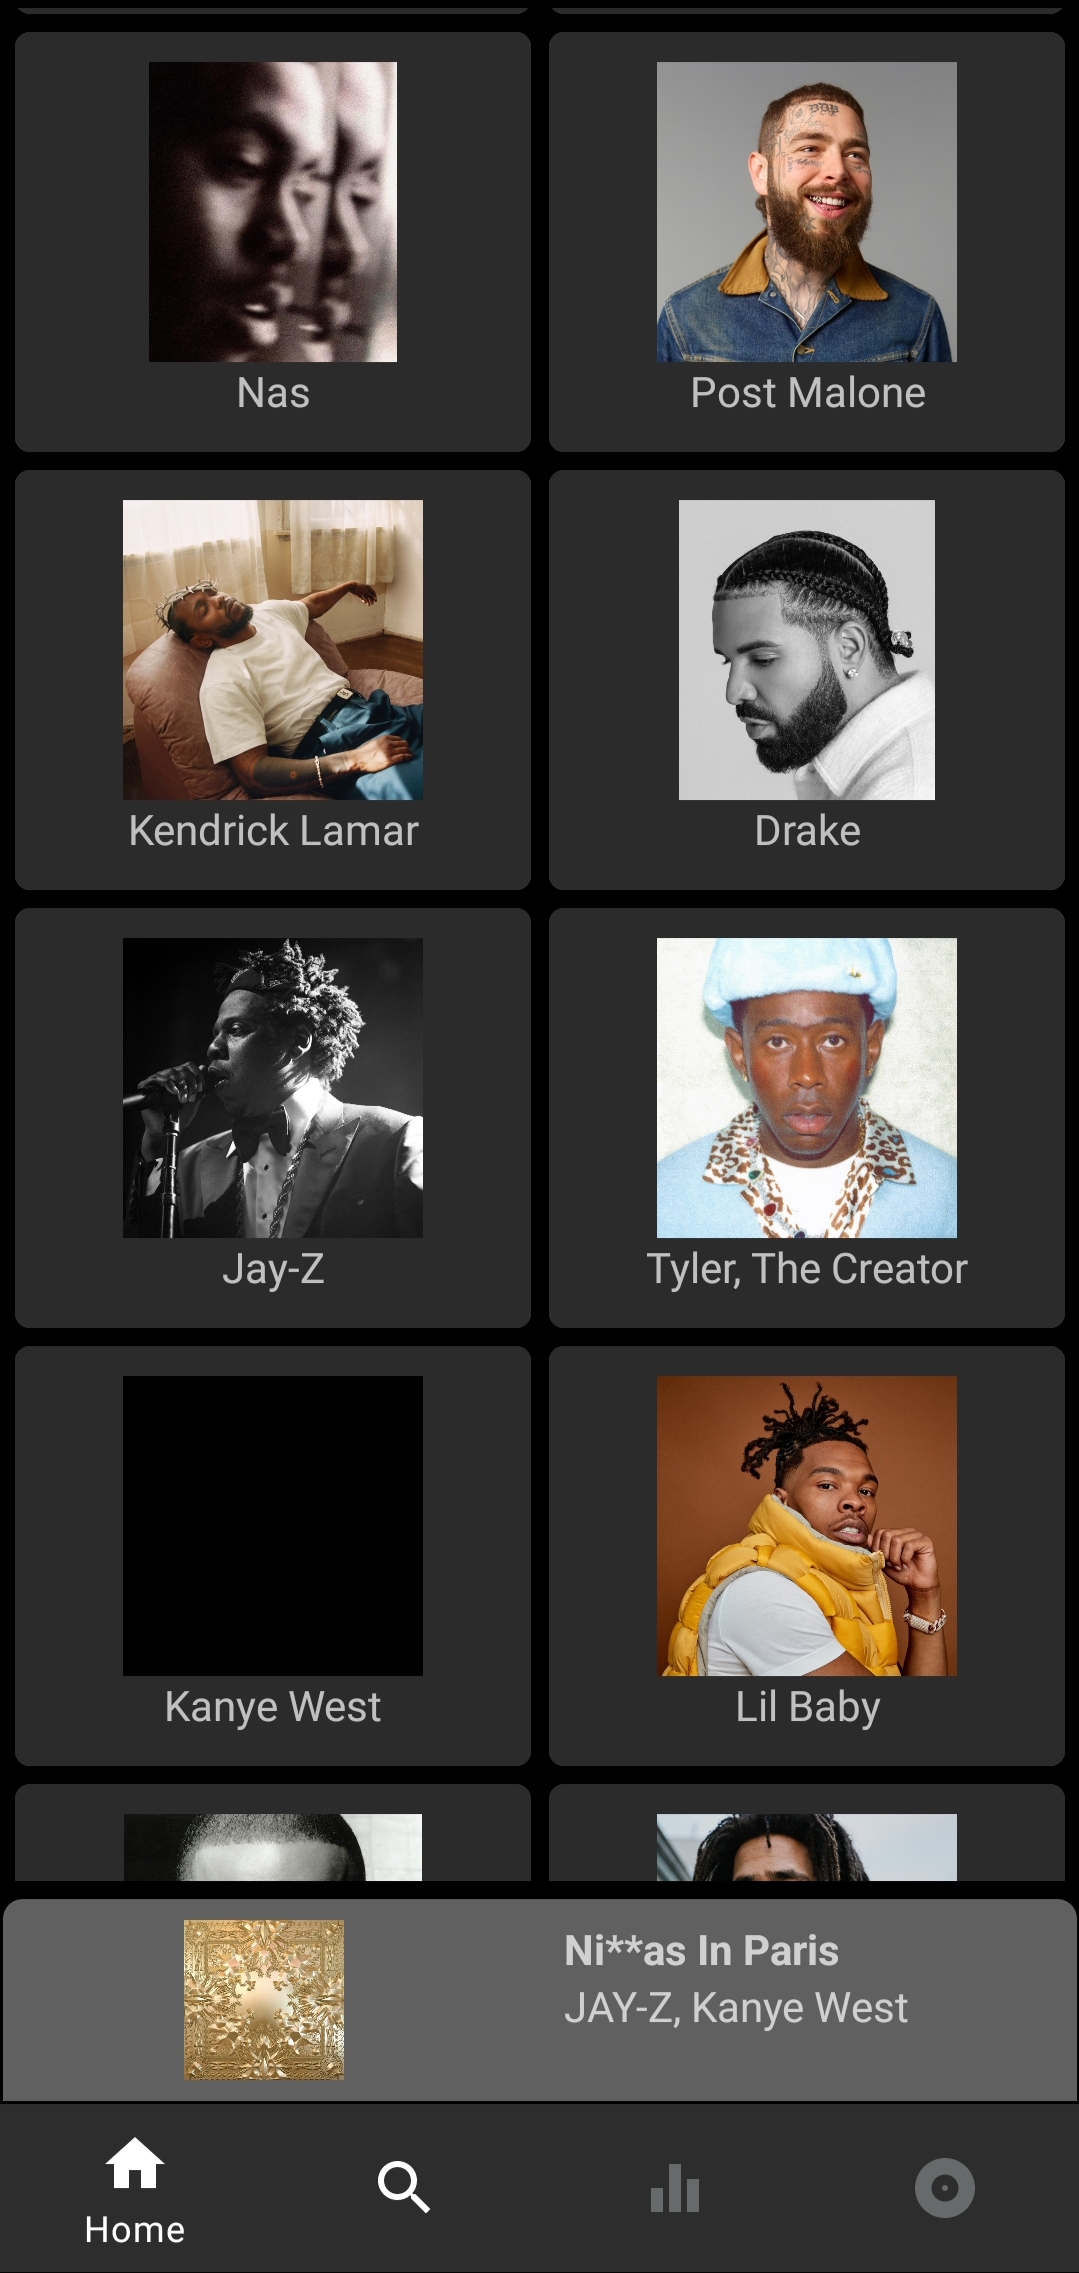 Nas
Post Malone
Kendrick Lamar
Drake
Jay-Z
Tyler, The Creator
Kanye West
Lil Baby
Ni**as In Paris
JAY-Z, Kanye West
Home